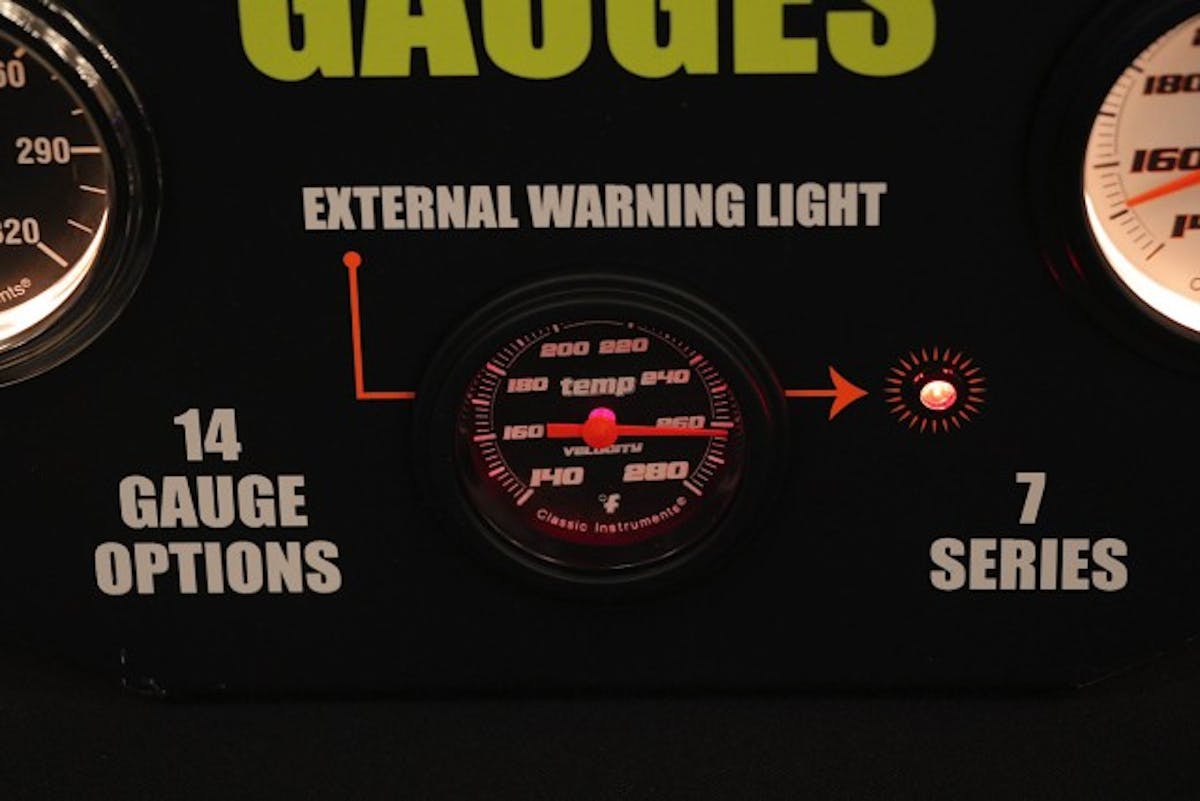 GAUGES
EXTERNAL WARNING LIGHT
290
180
160
200 220
180 temp 240
160 260
VELOCITY
140 280
°f
Classic Instruments®
14
GAUGE
OPTIONS
7
SERIES